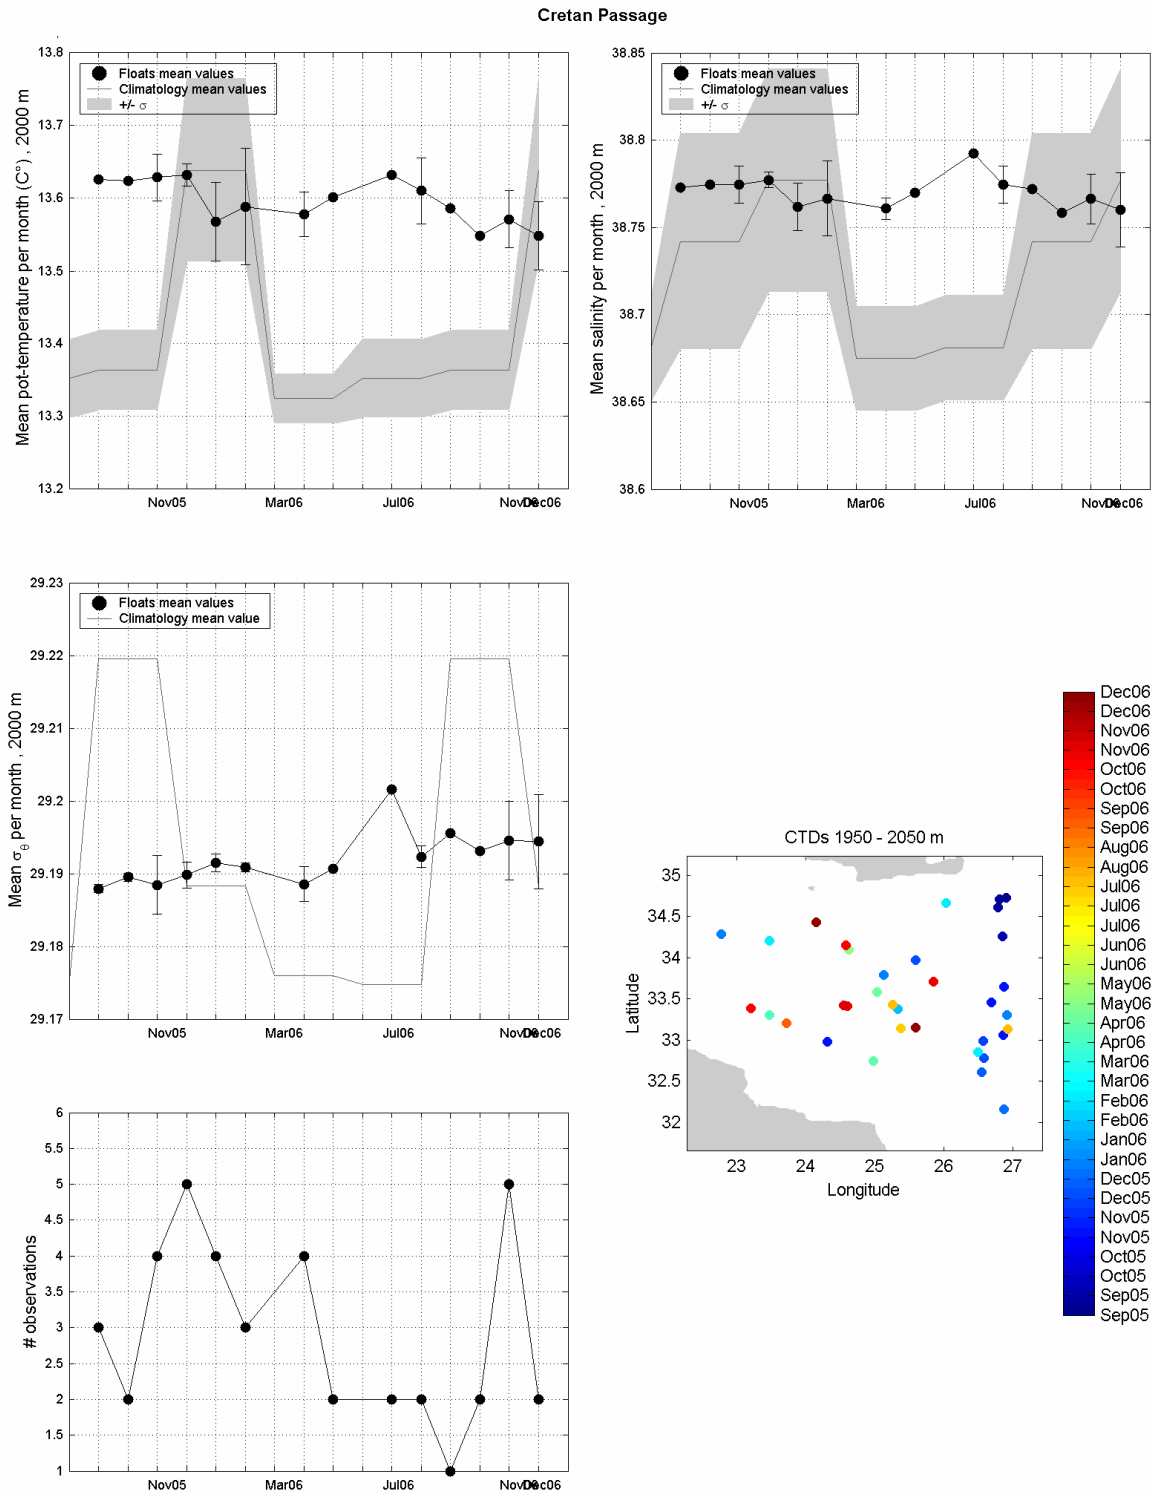 Cretan Passage
13.8
13.7
13.6
13.5
13.4
13.3
13.2
Mean pot-temperature per month (C°) , 2000 m
Floats mean values
Climatology mean values
+/- σ
Nov05
Mar06
Jul06
Nov06
Dec06
38.85
38.8
38.75
38.7
38.65
38.6
Mean salinity per month , 2000 m
Floats mean values
Climatology mean values
+/- σ
Nov05
Mar06
Jul06
Nov06
Dec06
29.23
29.22
29.21
29.2
29.19
29.18
29.17
Mean σθ per month , 2000 m
Floats mean values
Climatology mean value
Nov05
Mar06
Jul06
Nov06
Dec06
6
5.5
5
4.5
4
3.5
3
2.5
2
1.5
1
# observations
Nov05
Mar06
Jul06
Nov06
Dec06
CTDs 1950 - 2050 m
35
34.5
34
33.5
33
32.5
32
Latitude
23
24
25
26
27
Longitude
Dec06
Dec06
Nov06
Nov06
Oct06
Oct06
Sep06
Sep06
Aug06
Aug06
Jul06
Jul06
Jul06
Jun06
Jun06
May06
May06
Apr06
Apr06
Mar06
Mar06
Feb06
Feb06
Jan06
Jan06
Dec05
Dec05
Nov05
Nov05
Oct05
Oct05
Sep05
Sep05